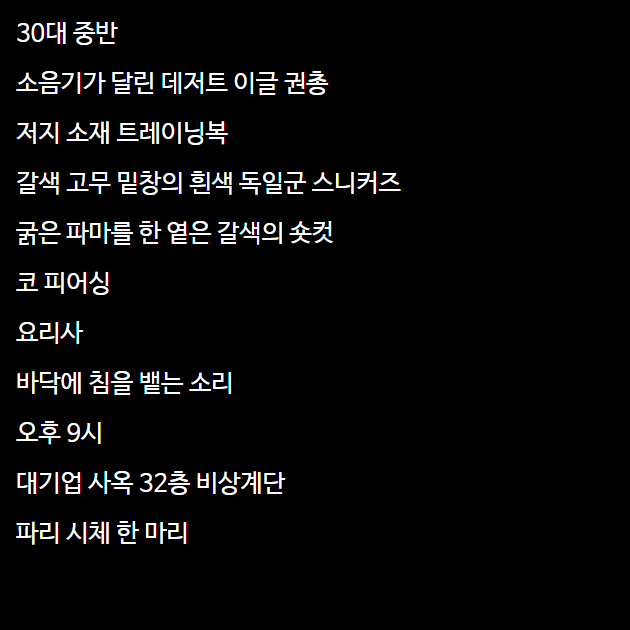 30대 중반
소음기가 달린 데저트 이글 권총
저지 소재 트레이닝복
갈색 고무 밑창의 흰색 독일군 스니커즈
굵은 파마를 한 옅은 갈색의 숏컷
코 피어싱
요리사
바닥에 침을 뱉는 소리
오후 9시
대기업 사옥 32층 비상계단
파리 시체 한 마리